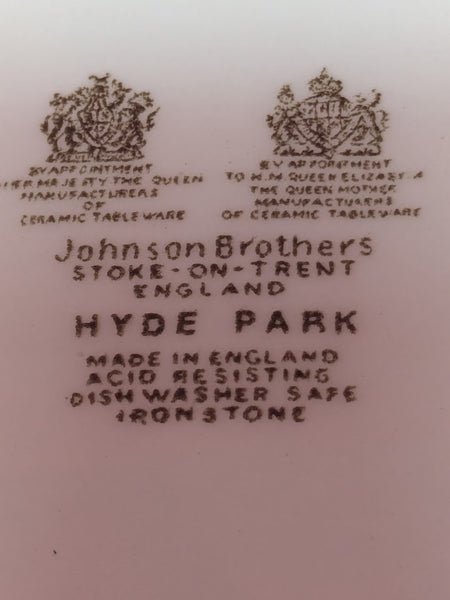 BY APPOINTMENT
HER MAJESTY THE QUEEN
MANUFACTURERS
OF
CERAMIC TABLEWARE
BY APPOINTMENT
TO H.M. QUEEN ELIZABETH
THE QUEEN MOTHER
MANUFACTURERS
OF CERAMIC TABLEWARE
Johnson Brothers
STOKE-ON-TRENT
ENGLAND
HYDE PARK
MADE IN ENGLAND
ACID RESISTING
DISH WASHER SAFE
IRONSTONE